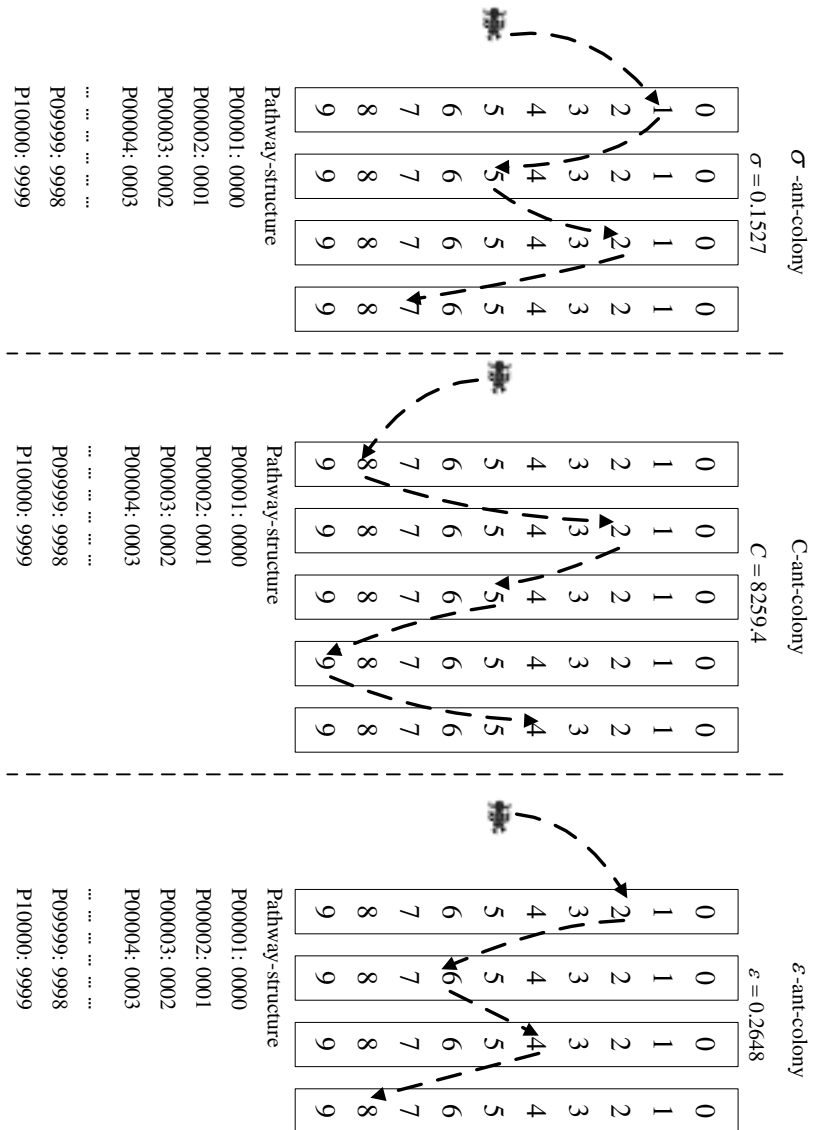 σ -ant-colony
σ = 0.1527
0 0 0 0
1 1 1 1
2 2 2 2
3 3 3 3
4 4 4 4
5 5 5 5
6 6 6 6
7 7 7 7
8 8 8 8
9 9 9 9
Pathway-structure
P00001: 0000
P00002: 0001
P00003: 0002
P00004: 0003
... ... ... ... ... ...
P09999: 9998
P10000: 9999
C-ant-colony
C = 8259.4
0 0 0 0 0
1 1 1 1 1
2 2 2 2 2
3 3 3 3 3
4 4 4 4 4
5 5 5 5 5
6 6 6 6 6
7 7 7 7 7
8 8 8 8 8
9 9 9 9 9
Pathway-structure
P00001: 0000
P00002: 0001
P00003: 0002
P00004: 0003
... ... ... ... ... ...
P09999: 9998
P10000: 9999
ε -ant-colony
ε = 0.2648
0 0 0 0
1 1 1 1
2 2 2 2
3 3 3 3
4 4 4 4
5 5 5 5
6 6 6 6
7 7 7 7
8 8 8 8
9 9 9 9
Pathway-structure
P00001: 0000
P00002: 0001
P00003: 0002
P00004: 0003
... ... ... ... ... ...
P09999: 9998
P10000: 9999